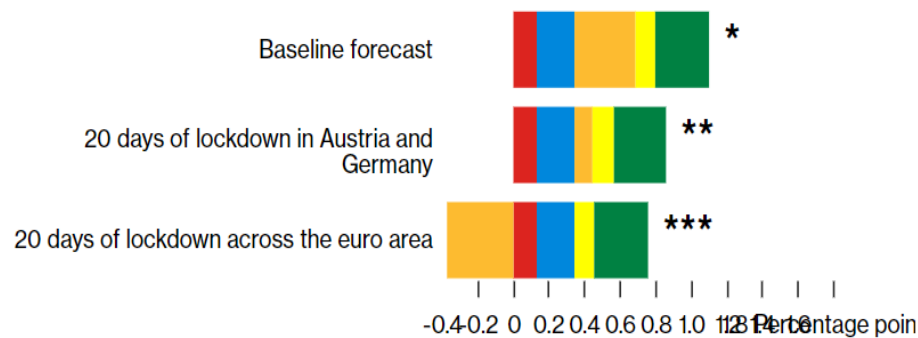 Baseline forecast
*
20 days of lockdown in Austria and
Germany
**
20 days of lockdown across the euro area
***
-0.4 -0.2 0 0.2 0.4 0.6 0.8 1.0